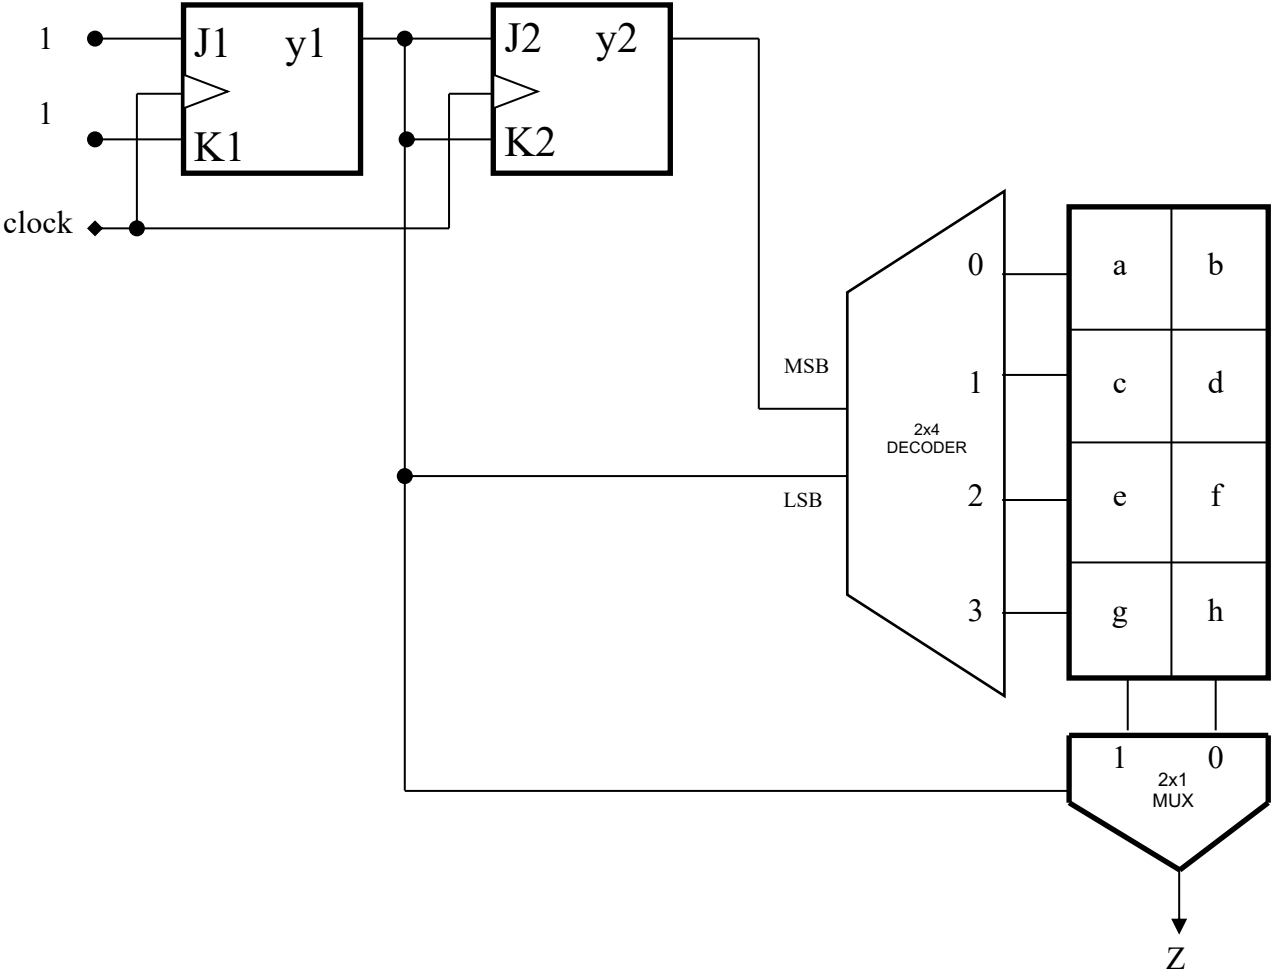 1
J1 y1
J2 y2
1
K1
K2
clock
0
a b
MSB
1
c d
2x4
DECODER
LSB
2
e f
3
g h
1 0
2x1
MUX
Z